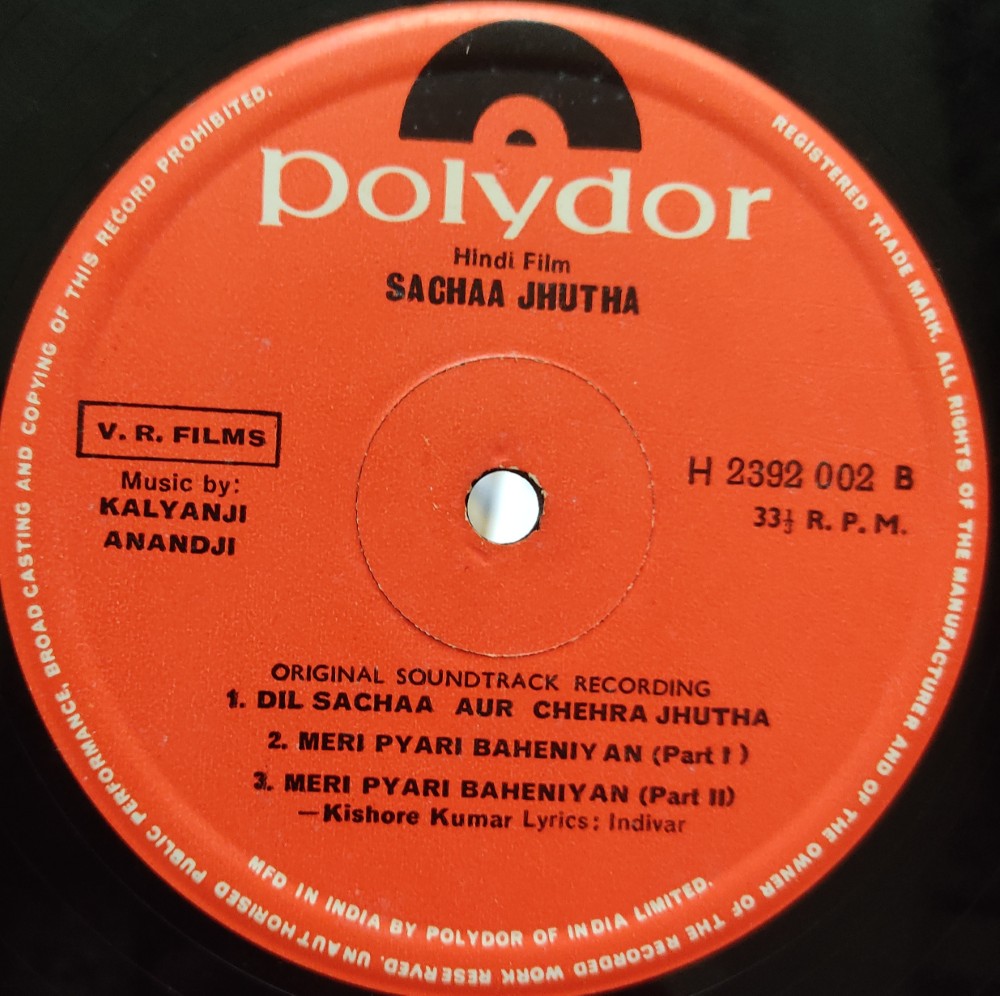 polydor
Hindi Film
SACHAA JHUTHA
V. R. FILMS
Music by:
KALYANJI
ANANDJI
H 2392 002 B
33⅓ R. P. M.
ORIGINAL SOUNDTRACK RECORDING
1. DIL SACHAA AUR CHEHRA JHUTHA
2. MERI PYARI BAHENIYAN (Part I)
3. MERI PYARI BAHENIYAN (Part II)
—Kishore Kumar Lyrics: Indivar
REGISTERED TRADE MARK. ALL RIGHTS OF THE MANUFACTURER AND OF THE OWNER OF THE RECORDED WORK RESERVED. UNAUTHORISED PUBLIC PERFORMANCE, BROADCASTING AND COPYING OF THIS RECORD PROHIBITED.
MFD IN INDIA BY POLYDOR OF INDIA LIMITED.